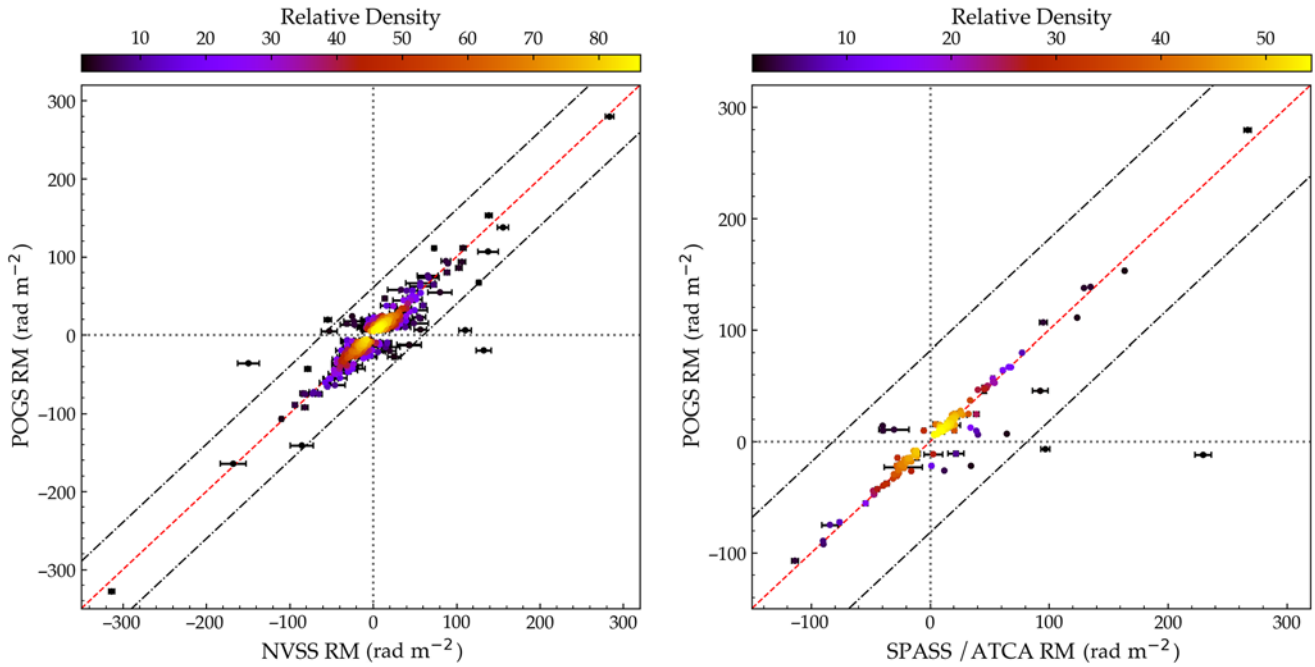 Relative Density
10 20 30 40 50 60 70 80
300
200
100
0
−100
−200
−300
POGS RM (rad m−2)
−300 −200 −100 0 100 200 300
NVSS RM (rad m−2)
Relative Density
10 20 30 40 50
300
200
100
0
−100
POGS RM (rad m−2)
−100 0 100 200 300
SPASS /ATCA RM (rad m−2)